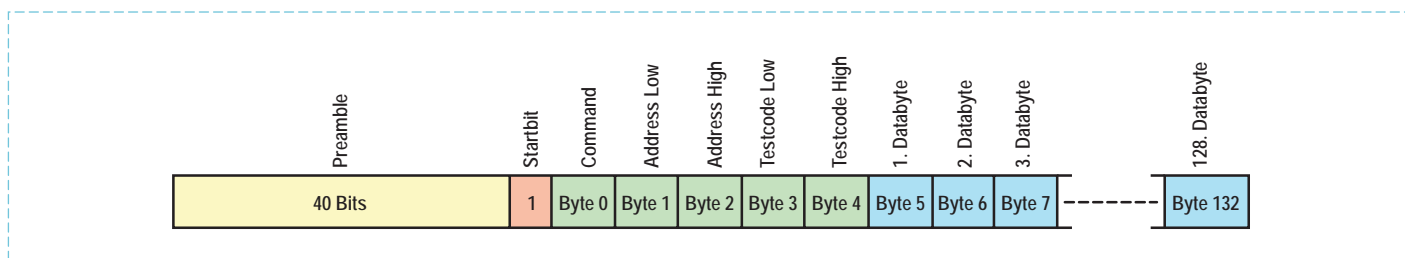 Preamble
Startbit
Command
Address Low
Address High
Testcode Low
Testcode High
1. Databyte
2. Databyte
3. Databyte
128. Databyte
40 Bits
1
Byte 0
Byte 1
Byte 2
Byte 3
Byte 4
Byte 5
Byte 6
Byte 7
Byte 132